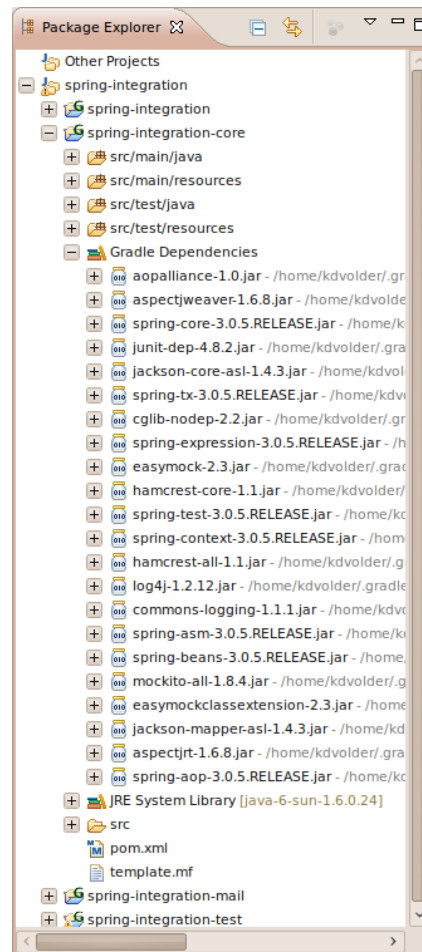 Package Explorer
Other Projects
spring-integration
spring-integration
spring-integration-core
src/main/java
src/main/resources
src/test/java
src/test/resources
Gradle Dependencies
aopalliance-1.0.jar - /home/kdvolder/.gra
aspectjweaver-1.6.8.jar - /home/kdvolde
spring-core-3.0.5.RELEASE.jar - /home/k
junit-dep-4.8.2.jar - /home/kdvolder/.gra
jackson-core-asl-1.4.3.jar - /home/kdvol
spring-tx-3.0.5.RELEASE.jar - /home/kdv
cglib-nodep-2.2.jar - /home/kdvolder/.gr
spring-expression-3.0.5.RELEASE.jar - /h
easymock-2.3.jar - /home/kdvolder/.grad
hamcrest-core-1.1.jar - /home/kdvolder/
spring-test-3.0.5.RELEASE.jar - /home/kd
spring-context-3.0.5.RELEASE.jar - /hom
hamcrest-all-1.1.jar - /home/kdvolder/.g
log4j-1.2.12.jar - /home/kdvolder/.gradle
commons-logging-1.1.1.jar - /home/kdvo
spring-asm-3.0.5.RELEASE.jar - /home/k
spring-beans-3.0.5.RELEASE.jar - /home/
mockito-all-1.8.4.jar - /home/kdvolder/.g
easymockclassextension-2.3.jar - /home
jackson-mapper-asl-1.4.3.jar - /home/kd
aspectjrt-1.6.8.jar - /home/kdvolder/.gra
spring-aop-3.0.5.RELEASE.jar - /home/kd
JRE System Library [java-6-sun-1.6.0.24]
src
pom.xml
template.mf
spring-integration-mail
spring-integration-test